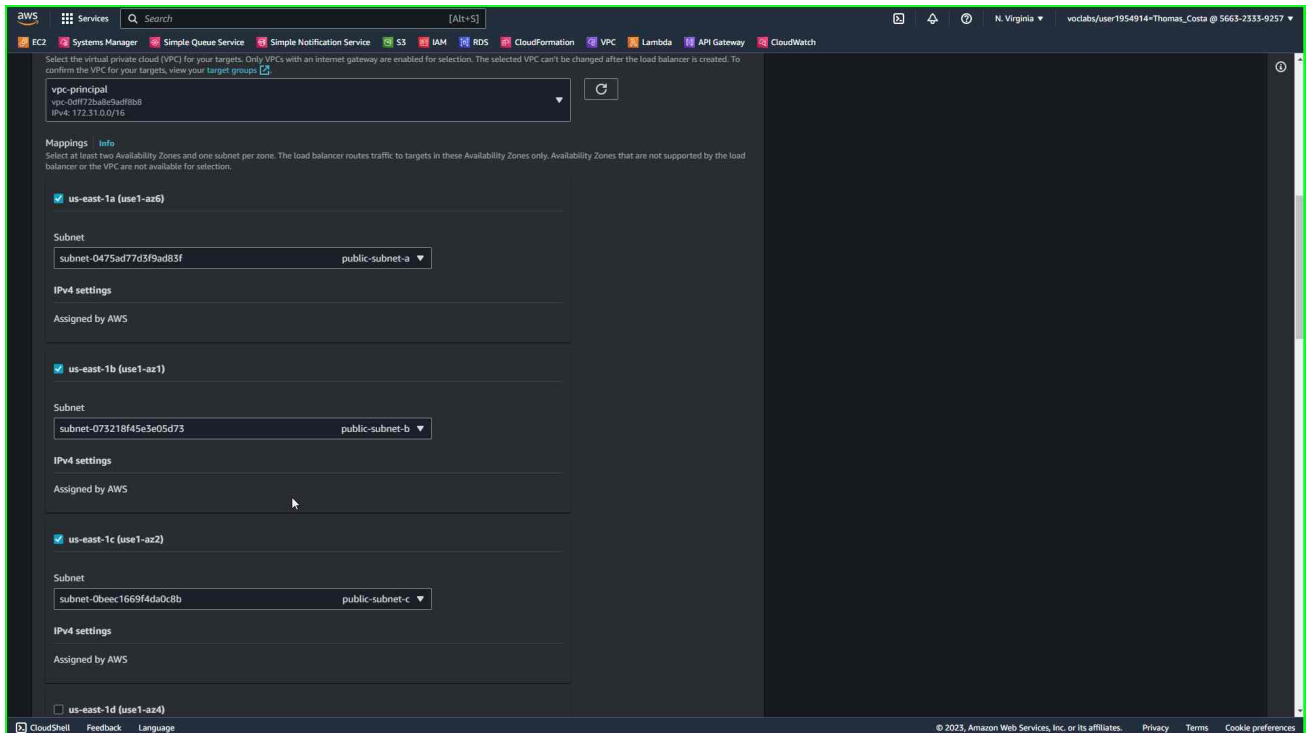 aws Services Search [Alt+S] N. Virginia voclabs/user1954914=Thomas_Costa @ 5663-2333-9257
EC2 Systems Manager Simple Queue Service Simple Notification Service S3 IAM RDS CloudFormation VPC Lambda API Gateway CloudWatch
Select the virtual private cloud (VPC) for your targets. Only VPCs with an internet gateway are enabled for selection. The selected VPC can't be changed after the load balancer is created. To
confirm the VPC for your targets, view your target groups
vpc-principal
vpc-0dff72ba8e9adf8b8
IPv4: 172.31.0.0/16
Mappings Info
Select at least two Availability Zones and one subnet per zone. The load balancer routes traffic to targets in these Availability Zones only. Availability Zones that are not supported by the load
balancer or the VPC are not available for selection.
us-east-1a (use1-az6)
Subnet
subnet-0475ad77d3f9ad83f public-subnet-a
IPv4 settings
Assigned by AWS
us-east-1b (use1-az1)
Subnet
subnet-073218f45e3e05d73 public-subnet-b
IPv4 settings
Assigned by AWS
us-east-1c (use1-az2)
Subnet
subnet-0beec1669f4da0c8b public-subnet-c
IPv4 settings
Assigned by AWS
us-east-1d (use1-az4)
CloudShell Feedback Language © 2023, Amazon Web Services, Inc. or its affiliates. Privacy Terms Cookie preferences